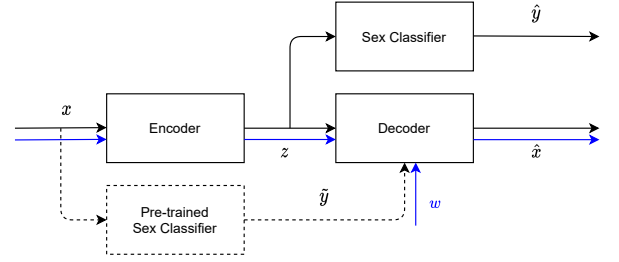 ŷ
Sex Classifier
x
Encoder
Decoder
z
x̂
Pre-trained
Sex Classifier
ỹ
w